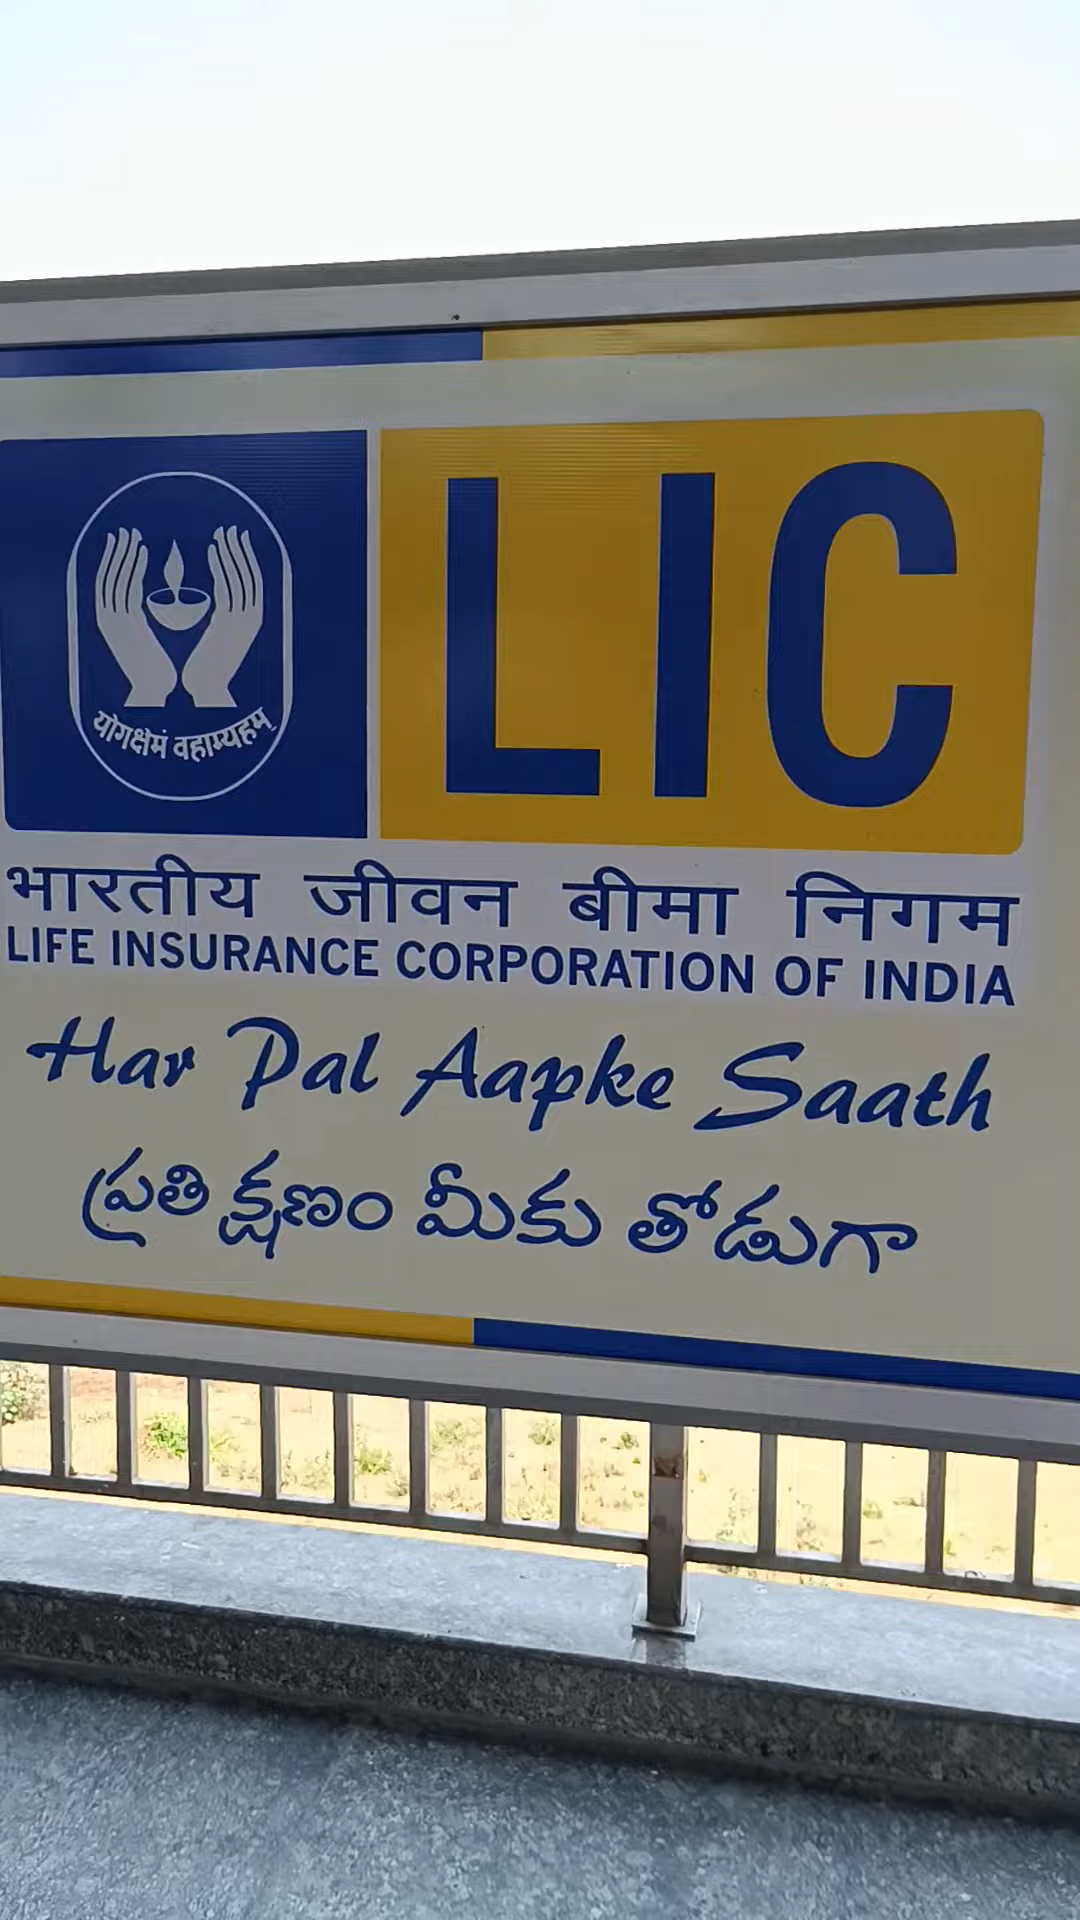 LIC
योगक्षेमं वहाम्यहम्
भारतीय जीवन बीमा निगम
LIFE INSURANCE CORPORATION OF INDIA
Har Pal Aapke Saath
ప్రతి క్షణం మీకు తోడుగా